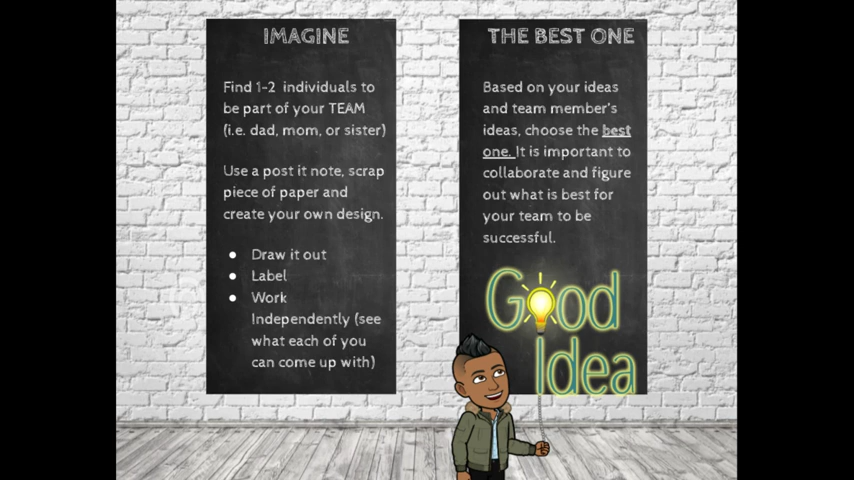 IMAGINE
Find 1-2 individuals to
be part of your TEAM
(i.e. dad, mom, or sister)
Use a post it note, scrap
piece of paper and
create your own design.
● Draw it out
● Label
● Work
Independently (see
what each of you
can come up with)
THE BEST ONE
Based on your ideas
and team member's
ideas, choose the best
one. It is important to
collaborate and figure
out what is best for
your team to be
successful.
Good
Idea